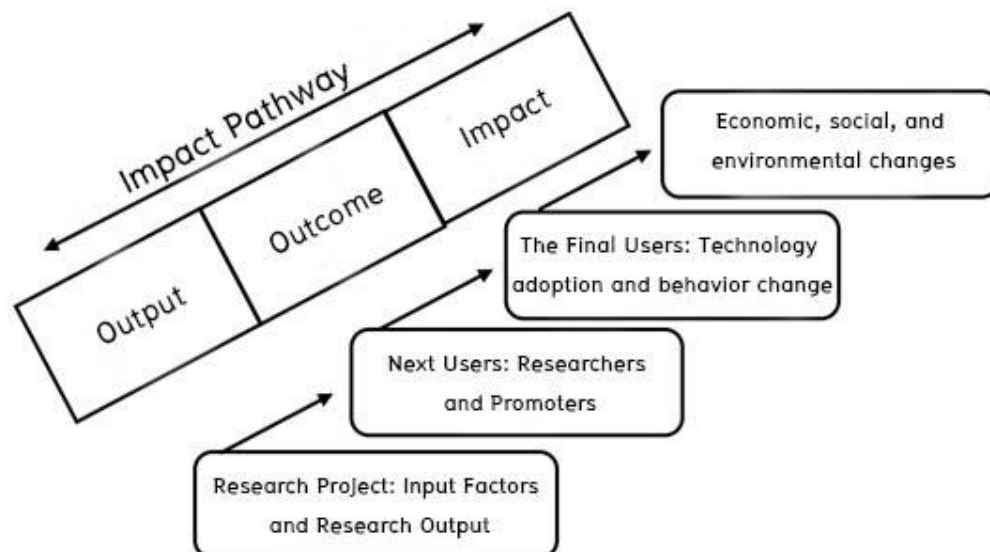 Impact Pathway
Output
Outcome
Impact
Economic, social, and
environmental changes
The Final Users: Technology
adoption and behavior change
Next Users: Researchers
and Promoters
Research Project: Input Factors
and Research Output